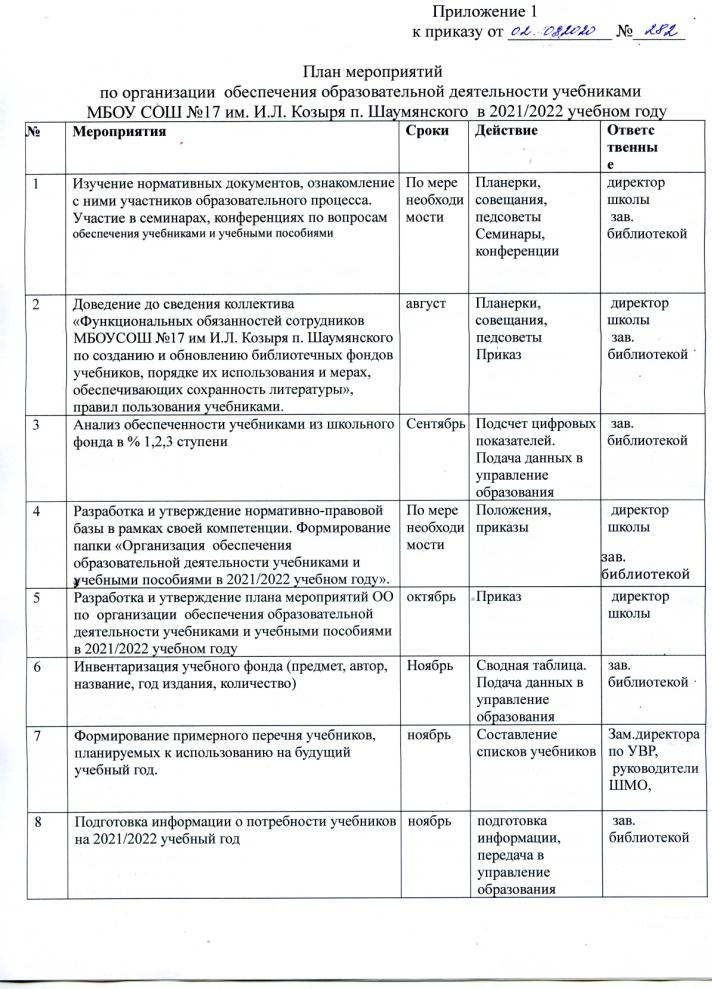 Приложение 1
к приказу от 02. 092020 № 282
План мероприятий
по организации обеспечения образовательной деятельности учебниками
МБОУ СОШ №17 им. И.Л. Козыря п. Шаумянского в 2021/2022 учебном году
№ Мероприятия Сроки Действие Ответс
твенны
е
1 Изучение нормативных документов, ознакомление По мере Планерки, директор
с ними участников образовательного процесса. необходи совещания, школы
Участие в семинарах, конференциях по вопросам мости педсоветы зав.
обеспечения учебниками и учебными пособиями Семинары, библиотекой
конференции
2 Доведение до сведения коллектива август Планерки, директор
«Функциональных обязанностей сотрудников совещания, школы
МБОУСОШ №17 им И.Л. Козыря п. Шаумянского педсоветы зав.
по созданию и обновлению библиотечных фондов Приказ библиотекой
учебников, порядке их использования и мерах,
обеспечивающих сохранность литературы»,
правил пользования учебниками.
3 Анализ обеспеченности учебниками из школьного Сентябрь Подсчет цифровых зав.
фонда в % 1,2,3 ступени показателей. библиотекой
Подача данных в
управление
образования
4 Разработка и утверждение нормативно-правовой По мере Положения, директор
базы в рамках своей компетенции. Формирование необходи приказы школы
папки «Организация обеспечения мости
образовательной деятельности учебниками и зав.
учебными пособиями в 2021/2022 учебном году». библиотекой
5 Разработка и утверждение плана мероприятий ОО октябрь Приказ директор
по организации обеспечения образовательной школы
деятельности учебниками и учебными пособиями
в 2021/2022 учебном году
6 Инвентаризация учебного фонда (предмет, автор, Ноябрь Сводная таблица. зав.
название, год издания, количество) Подача данных в библиотекой
управление
образования
7 Формирование примерного перечня учебников, ноябрь Составление Зам.директора
планируемых к использованию на будущий списков учебников по УВР,
учебный год. руководители
ШМО,
8 Подготовка информации о потребности учебников ноябрь подготовка зав.
на 2021/2022 учебный год информации, библиотекой
передача в
управление
образования